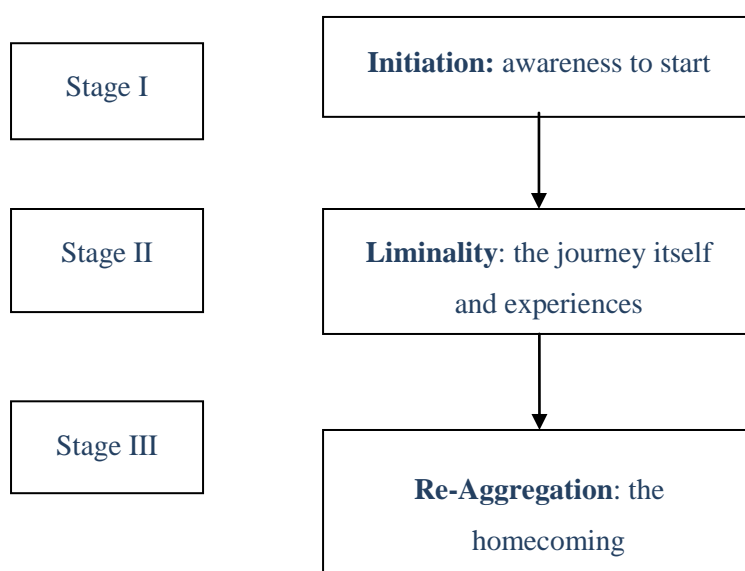 Stage I
Initiation: awareness to start
Stage II
Liminality: the journey itself
and experiences
Stage III
Re-Aggregation: the
homecoming